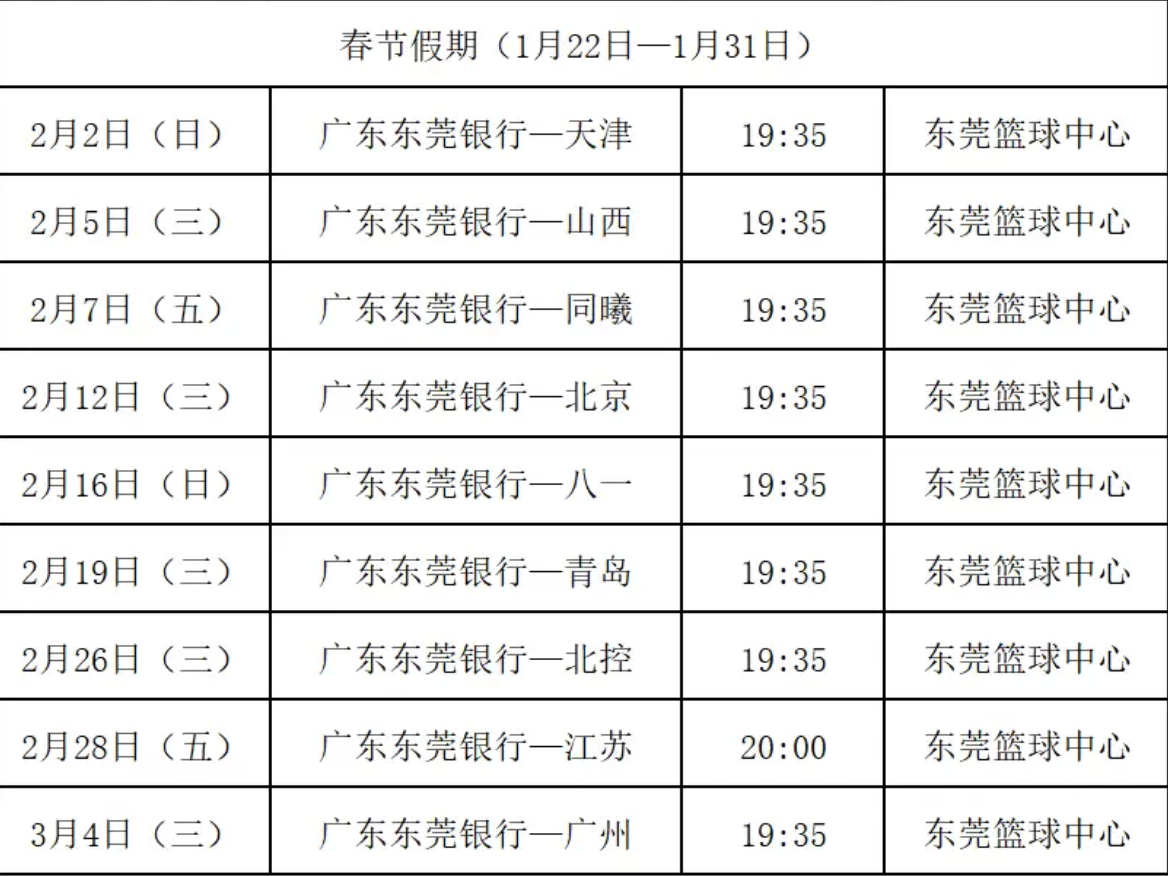 春节假期（1月22日—1月31日）
2月2日（日） 广东东莞银行—天津 19:35 东莞篮球中心
2月5日（三） 广东东莞银行—山西 19:35 东莞篮球中心
2月7日（五） 广东东莞银行—同曦 19:35 东莞篮球中心
2月12日（三） 广东东莞银行—北京 19:35 东莞篮球中心
2月16日（日） 广东东莞银行—八一 19:35 东莞篮球中心
2月19日（三） 广东东莞银行—青岛 19:35 东莞篮球中心
2月26日（三） 广东东莞银行—北控 19:35 东莞篮球中心
2月28日（五） 广东东莞银行—江苏 20:00 东莞篮球中心
3月4日（三） 广东东莞银行—广州 19:35 东莞篮球中心